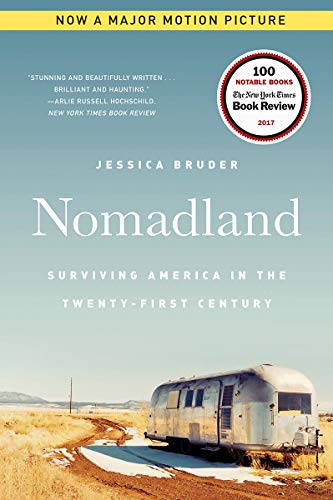 NOW A MAJOR MOTION PICTURE
"STUNNING AND BEAUTIFULLY WRITTEN . . .
BRILLIANT AND HAUNTING."
—ARLIE RUSSELL HOCHSCHILD,
NEW YORK TIMES BOOK REVIEW
100
NOTABLE BOOKS
The New York Times
Book Review
2017
JESSICA BRUDER
Nomadland
SURVIVING AMERICA IN THE
TWENTY-FIRST CENTURY